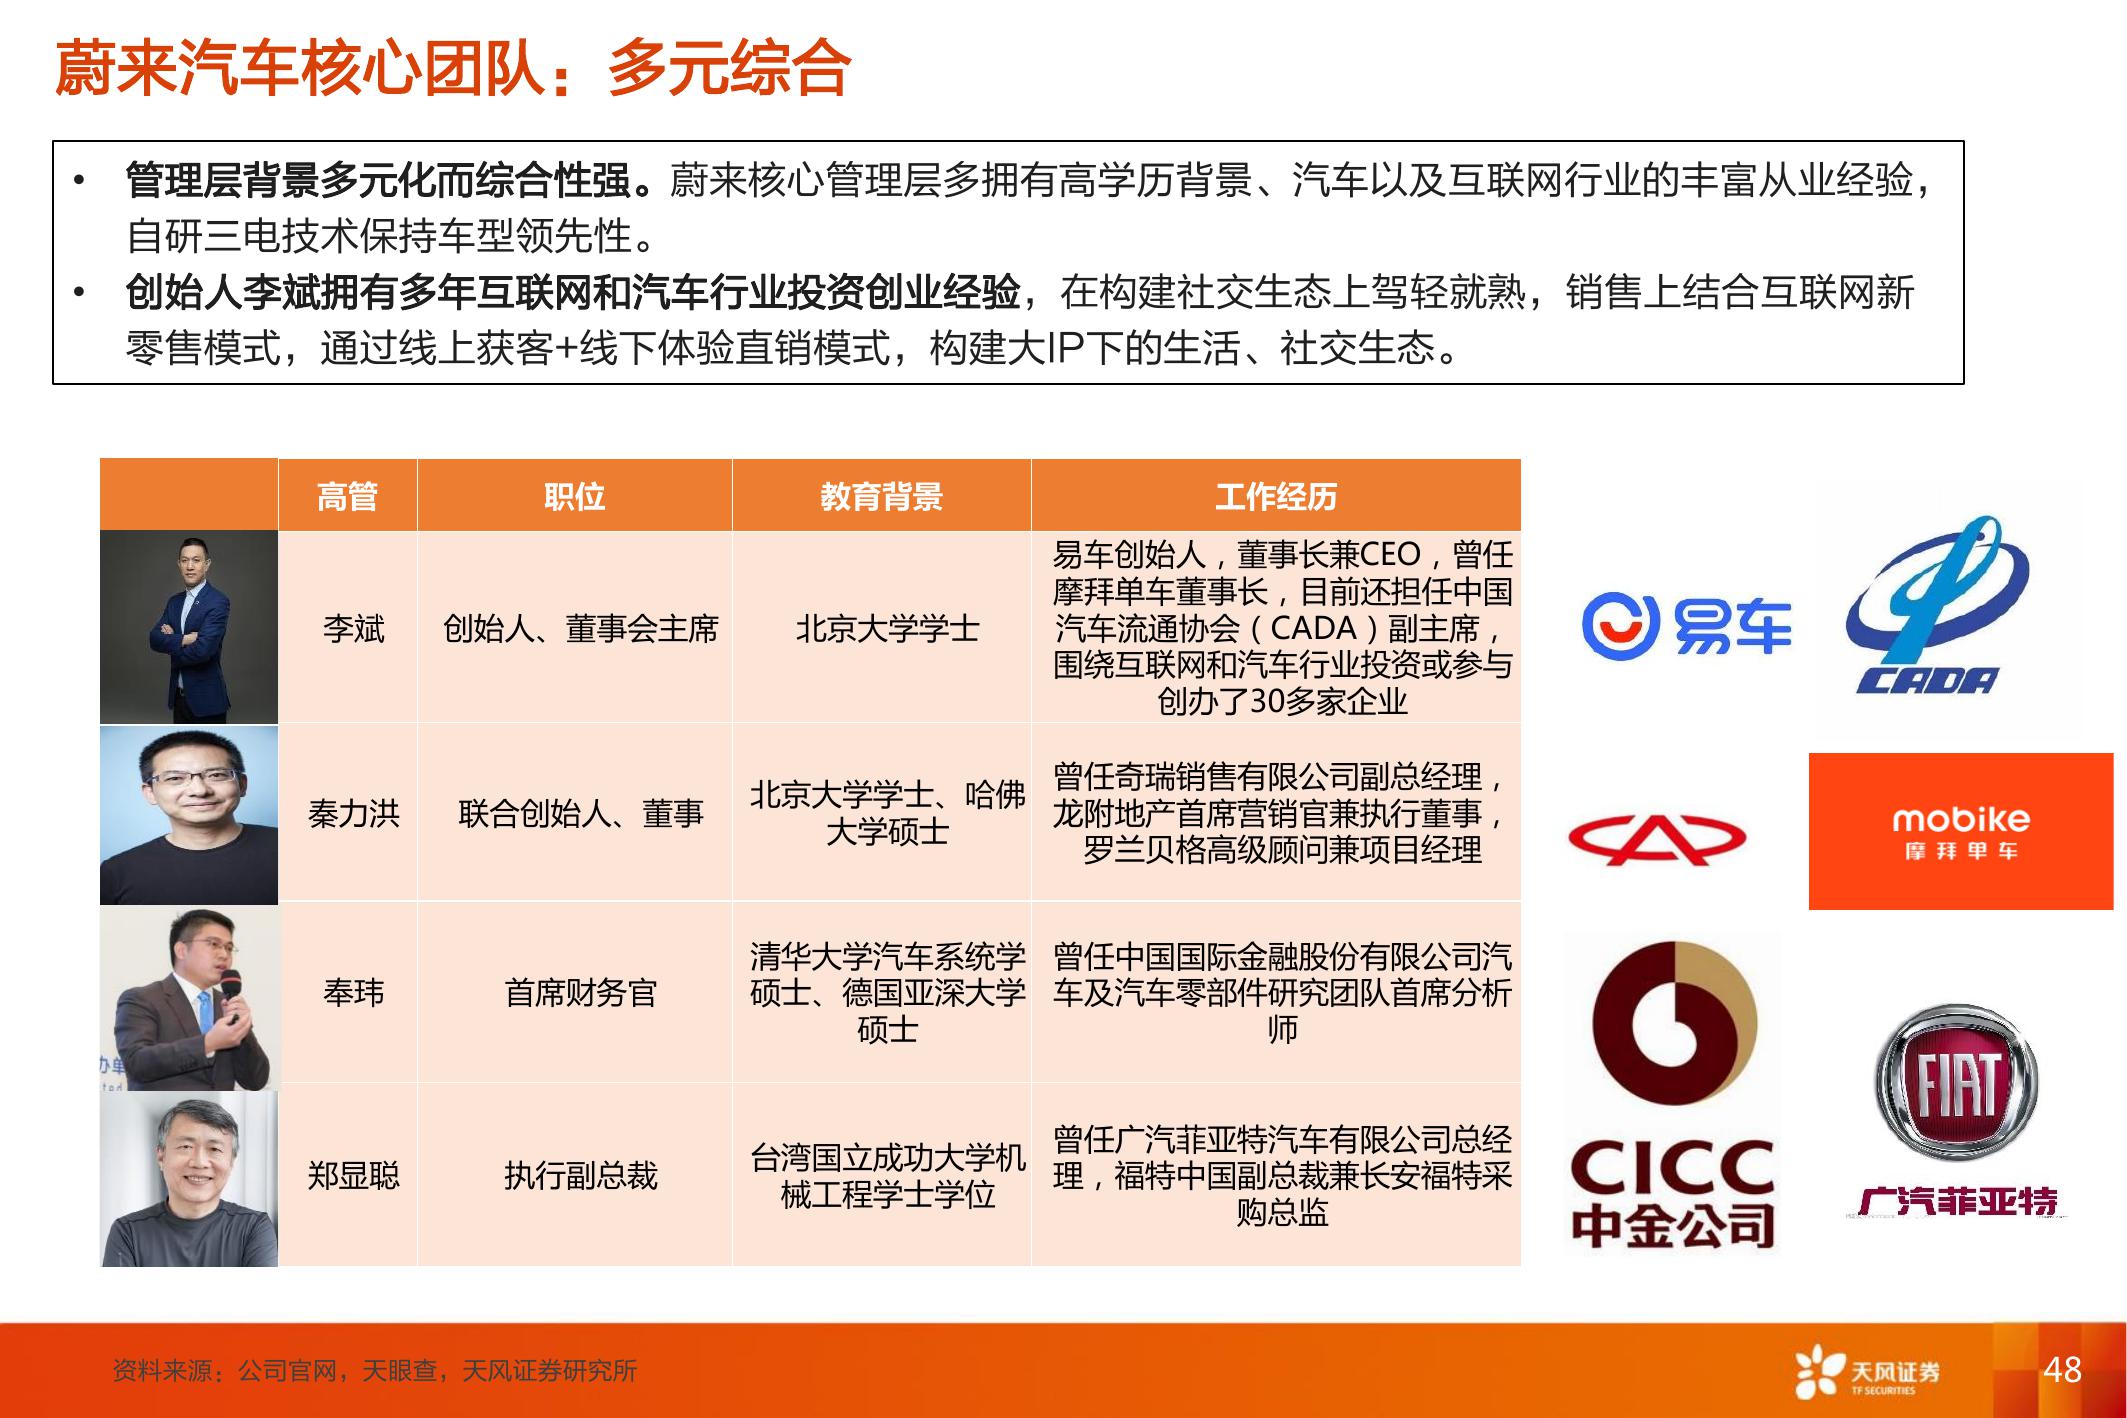 蔚来汽车核心团队：多元综合
• 管理层背景多元化而综合性强。蔚来核心管理层多拥有高学历背景、汽车以及互联网行业的丰富从业经验，
自研三电技术保持车型领先性。
• 创始人李斌拥有多年互联网和汽车行业投资创业经验，在构建社交生态上驾轻就熟，销售上结合互联网新
零售模式，通过线上获客+线下体验直销模式，构建大IP下的生活、社交生态。
高管 职位 教育背景 工作经历
李斌
创始人、董事会主席
北京大学学士
易车创始人，董事长兼CEO，曾任
摩拜单车董事长，目前还担任中国
汽车流通协会（CADA）副主席，
围绕互联网和汽车行业投资或参与
创办了30多家企业
秦力洪
联合创始人、董事
北京大学学士、哈佛
大学硕士
曾任奇瑞销售有限公司副总经理，
龙附地产首席营销官兼执行董事，
罗兰贝格高级顾问兼项目经理
奉玮
首席财务官
清华大学汽车系统学
硕士、德国亚深大学
硕士
曾任中国国际金融股份有限公司汽
车及汽车零部件研究团队首席分析
师
办单
郑显聪
执行副总裁
台湾国立成功大学机
械工程学士学位
曾任广汽菲亚特汽车有限公司总经
理，福特中国副总裁兼长安福特采
购总监
易车
CADA
mobike
摩拜单车
CICC
中金公司
FIAT
广汽菲亚特
资料来源：公司官网，天眼查，天风证券研究所
天风证券
TF SECURITIES
48